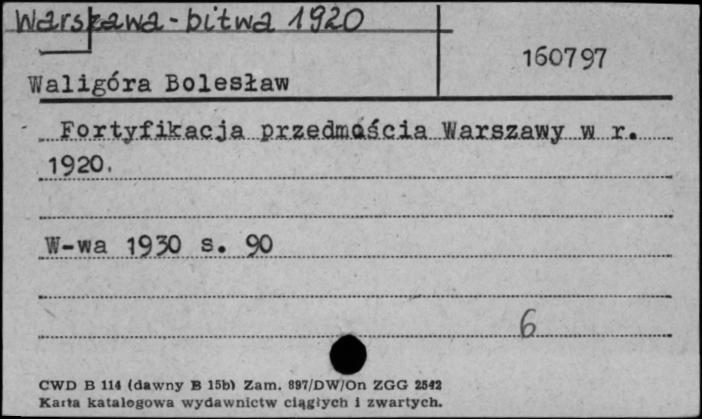 Warszawa - bitwa 1920
160797
Waligóra Bolesław
Fortyfikacja przedmościa Warszawy w r.
1920.
W-wa 1930 s. 90
6
CWD B 114 (dawny B 15b) Zam. 897/DW/On ZGG 2542
Karta katalogowa wydawnictw ciągłych i zwartych.